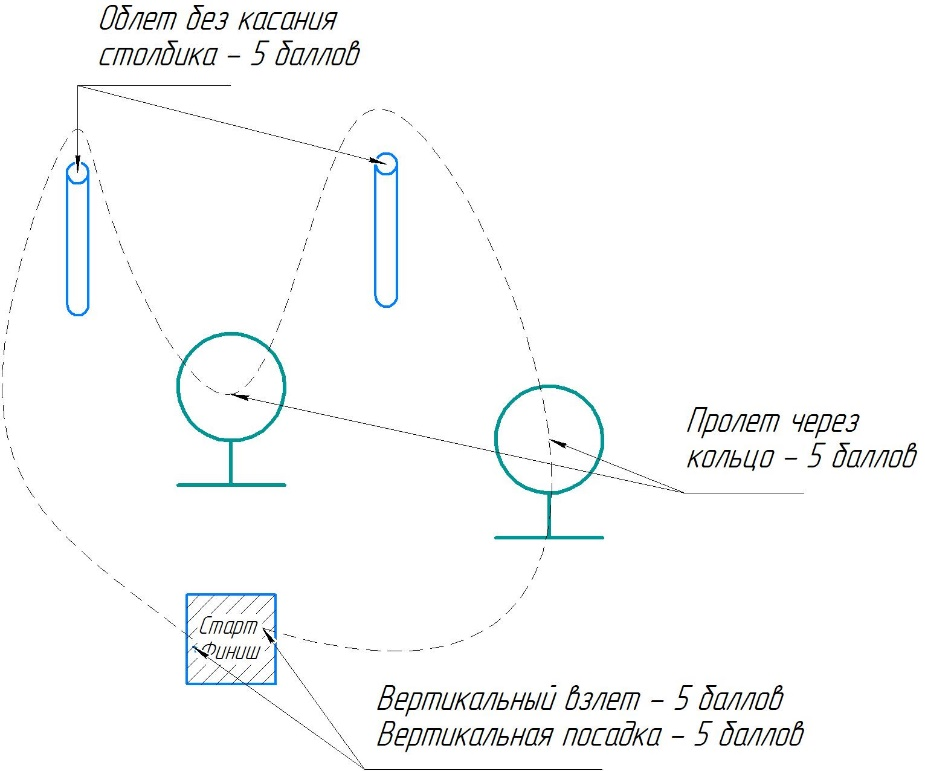 Облет без касания
столбика – 5 баллов
Пролет через
кольцо – 5 баллов
Старт
Финиш
Вертикальный взлет – 5 баллов
Вертикальная посадка – 5 баллов